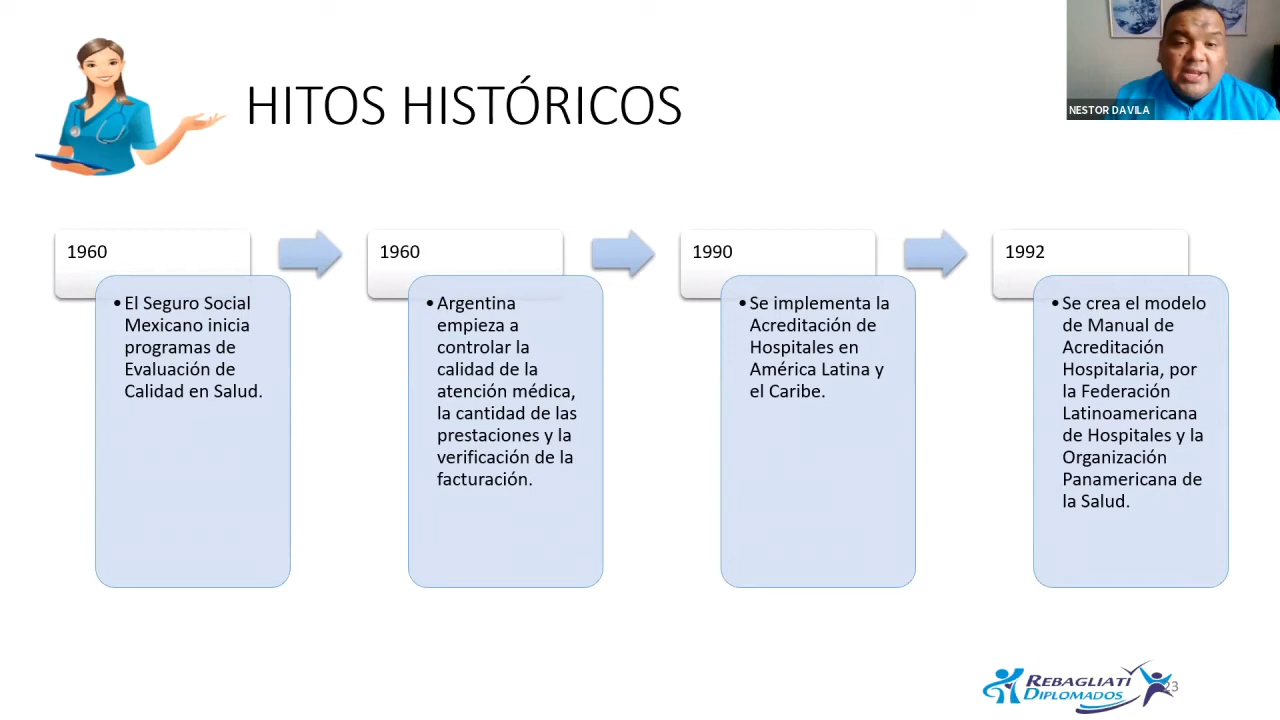 HITOS HISTÓRICOS
NESTOR DAVILA
1960
• El Seguro Social
Mexicano inicia
programas de
Evaluación de
Calidad en Salud.
1960
• Argentina
empieza a
controlar la
calidad de la
atención médica,
la cantidad de las
prestaciones y la
verificación de la
facturación.
1990
• Se implementa la
Acreditación de
Hospitales en
América Latina y
el Caribe.
1992
• Se crea el modelo
de Manual de
Acreditación
Hospitalaria, por
la Federación
Latinoamericana
de Hospitales y la
Organización
Panamericana de
la Salud.
REBAGLIATI
DIPLOMADOS
23